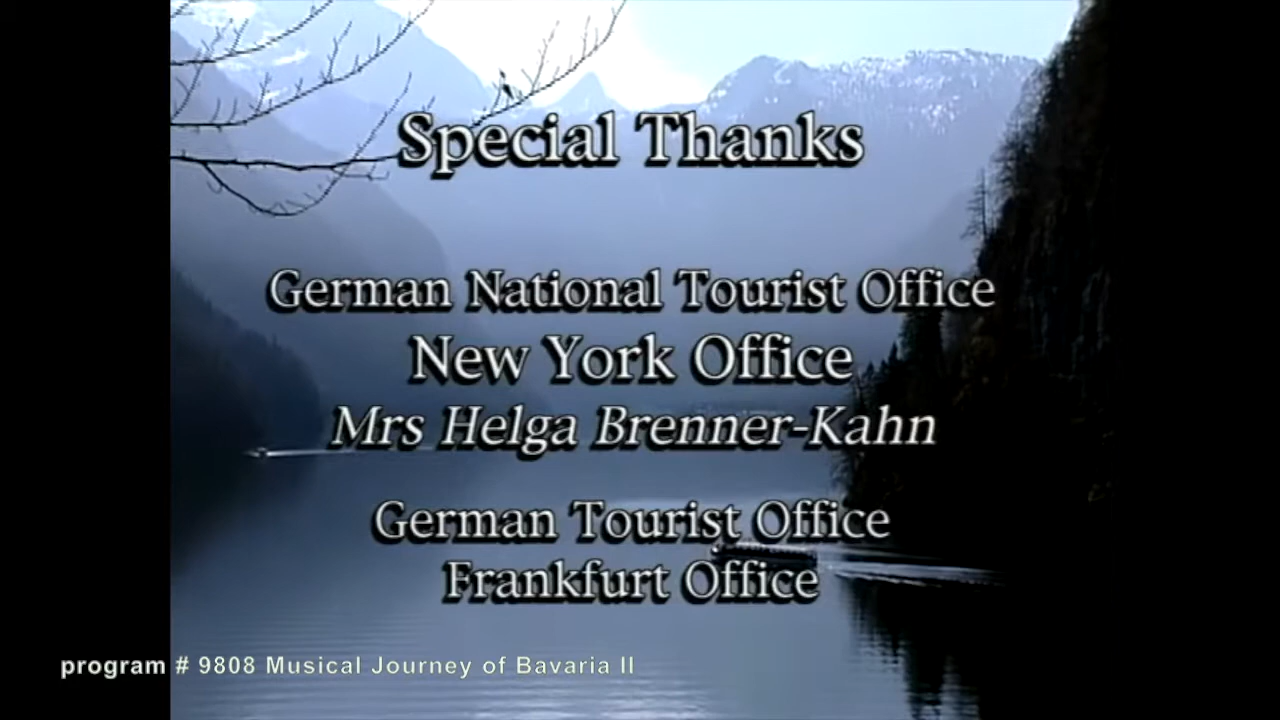 Special Thanks
German National Tourist Office
New York Office
Mrs Helga Brenner-Kahn
German Tourist Office
Frankfurt Office
program # 9808 Musical Journey of Bavaria II